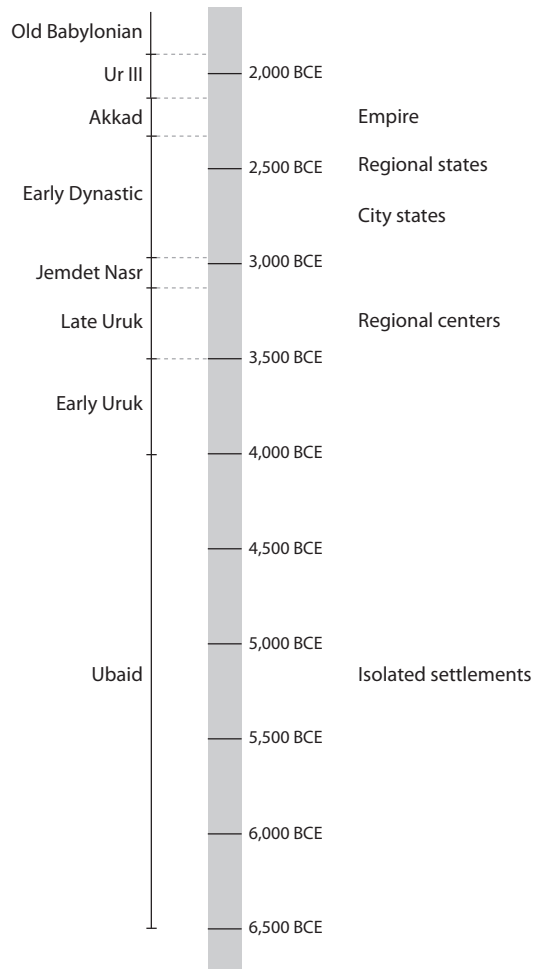 Old Babylonian
Ur III
2,000 BCE
Akkad
Empire
2,500 BCE
Regional states
Early Dynastic
City states
3,000 BCE
Jemdet Nasr
Late Uruk
Regional centers
3,500 BCE
Early Uruk
4,000 BCE
4,500 BCE
5,000 BCE
Ubaid
Isolated settlements
5,500 BCE
6,000 BCE
6,500 BCE